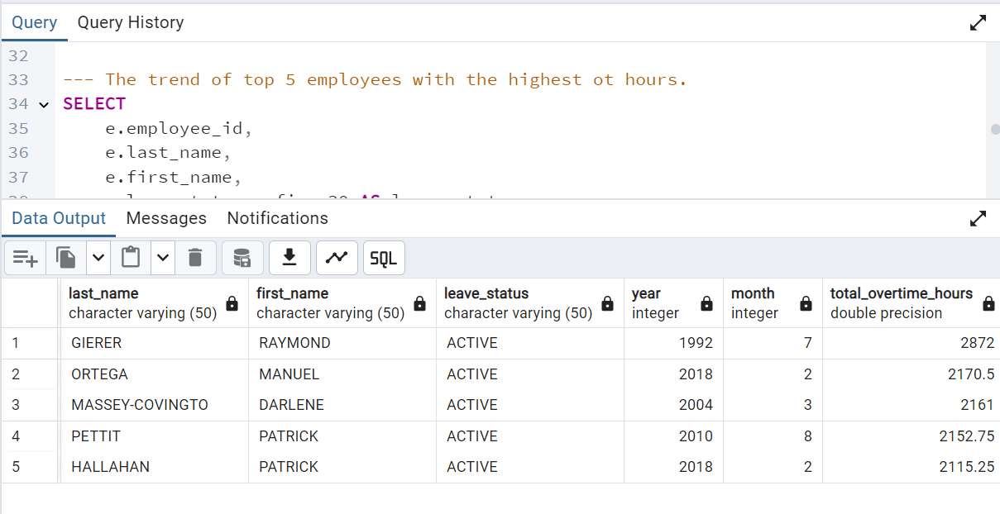 Query Query History
32
33 --- The trend of top 5 employees with the highest ot hours.
34 SELECT
35 e.employee_id,
36 e.last_name,
37 e.first_name,
Data Output Messages Notifications
SQL
last_name first_name leave_status year month total_overtime_hours
character varying (50) character varying (50) character varying (50) integer integer double precision
1 GIERER RAYMOND ACTIVE 1992 7 2872
2 ORTEGA MANUEL ACTIVE 2018 2 2170.5
3 MASSEY-COVINGTO DARLENE ACTIVE 2004 3 2161
4 PETTIT PATRICK ACTIVE 2010 8 2152.75
5 HALLAHAN PATRICK ACTIVE 2018 2 2115.25